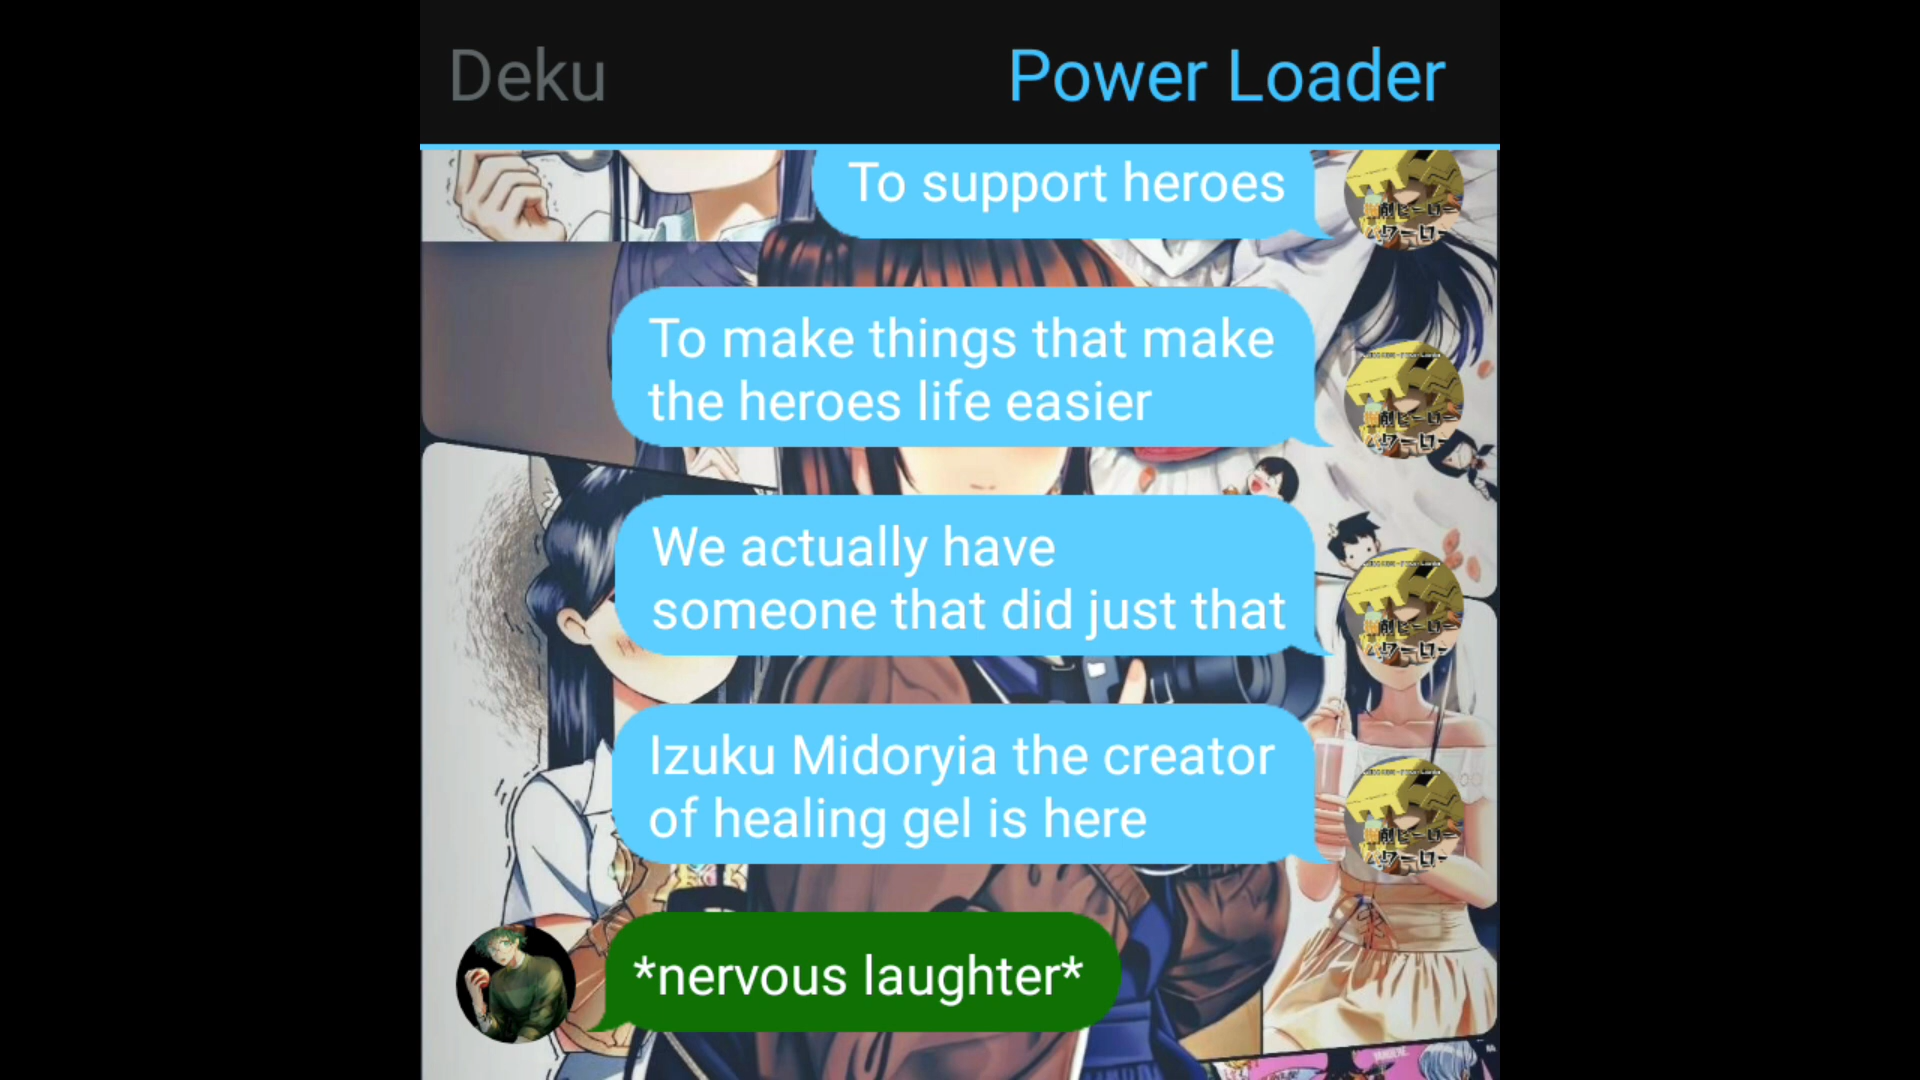 Deku
Power Loader
To support heroes
To make things that make
the heroes life easier
We actually have
someone that did just that
Izuku Midoryia the creator
of healing gel is here
*nervous laughter*